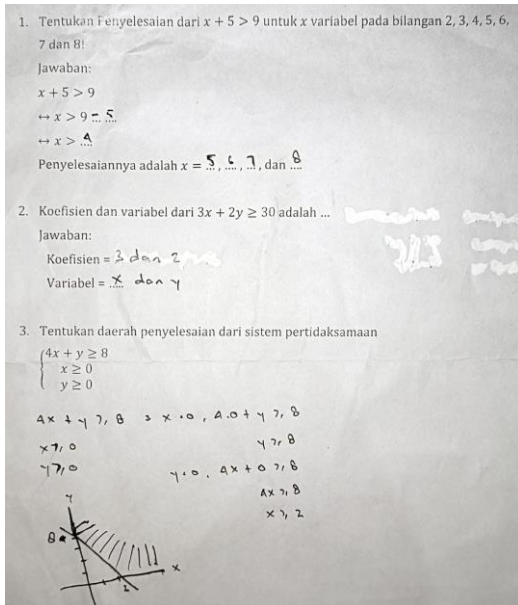 1. Tentukan Penyelesaian dari x + 5 > 9 untuk x variabel pada bilangan 2, 3, 4, 5, 6,
7 dan 8!
Jawaban:
x + 5 > 9
↔ x > 9 - 5
↔ x > 4
Penyelesaiannya adalah x = 5, 6, 7, dan 8
2. Koefisien dan variabel dari 3x + 2y ≥ 30 adalah ...
Jawaban:
Koefisien = 3 dan 2
Variabel = x dan y
3. Tentukan daerah penyelesaian dari sistem pertidaksamaan
4x + y ≥ 8
x ≥ 0
y ≥ 0
4x + y ≥ 8 → x = 0, 4.0 + y ≥ 8
x ≥ 0 y ≥ 8
y ≥ 0 y = 0, 4x + 0 ≥ 8
4x ≥ 8
x ≥ 2
y
8
x
2